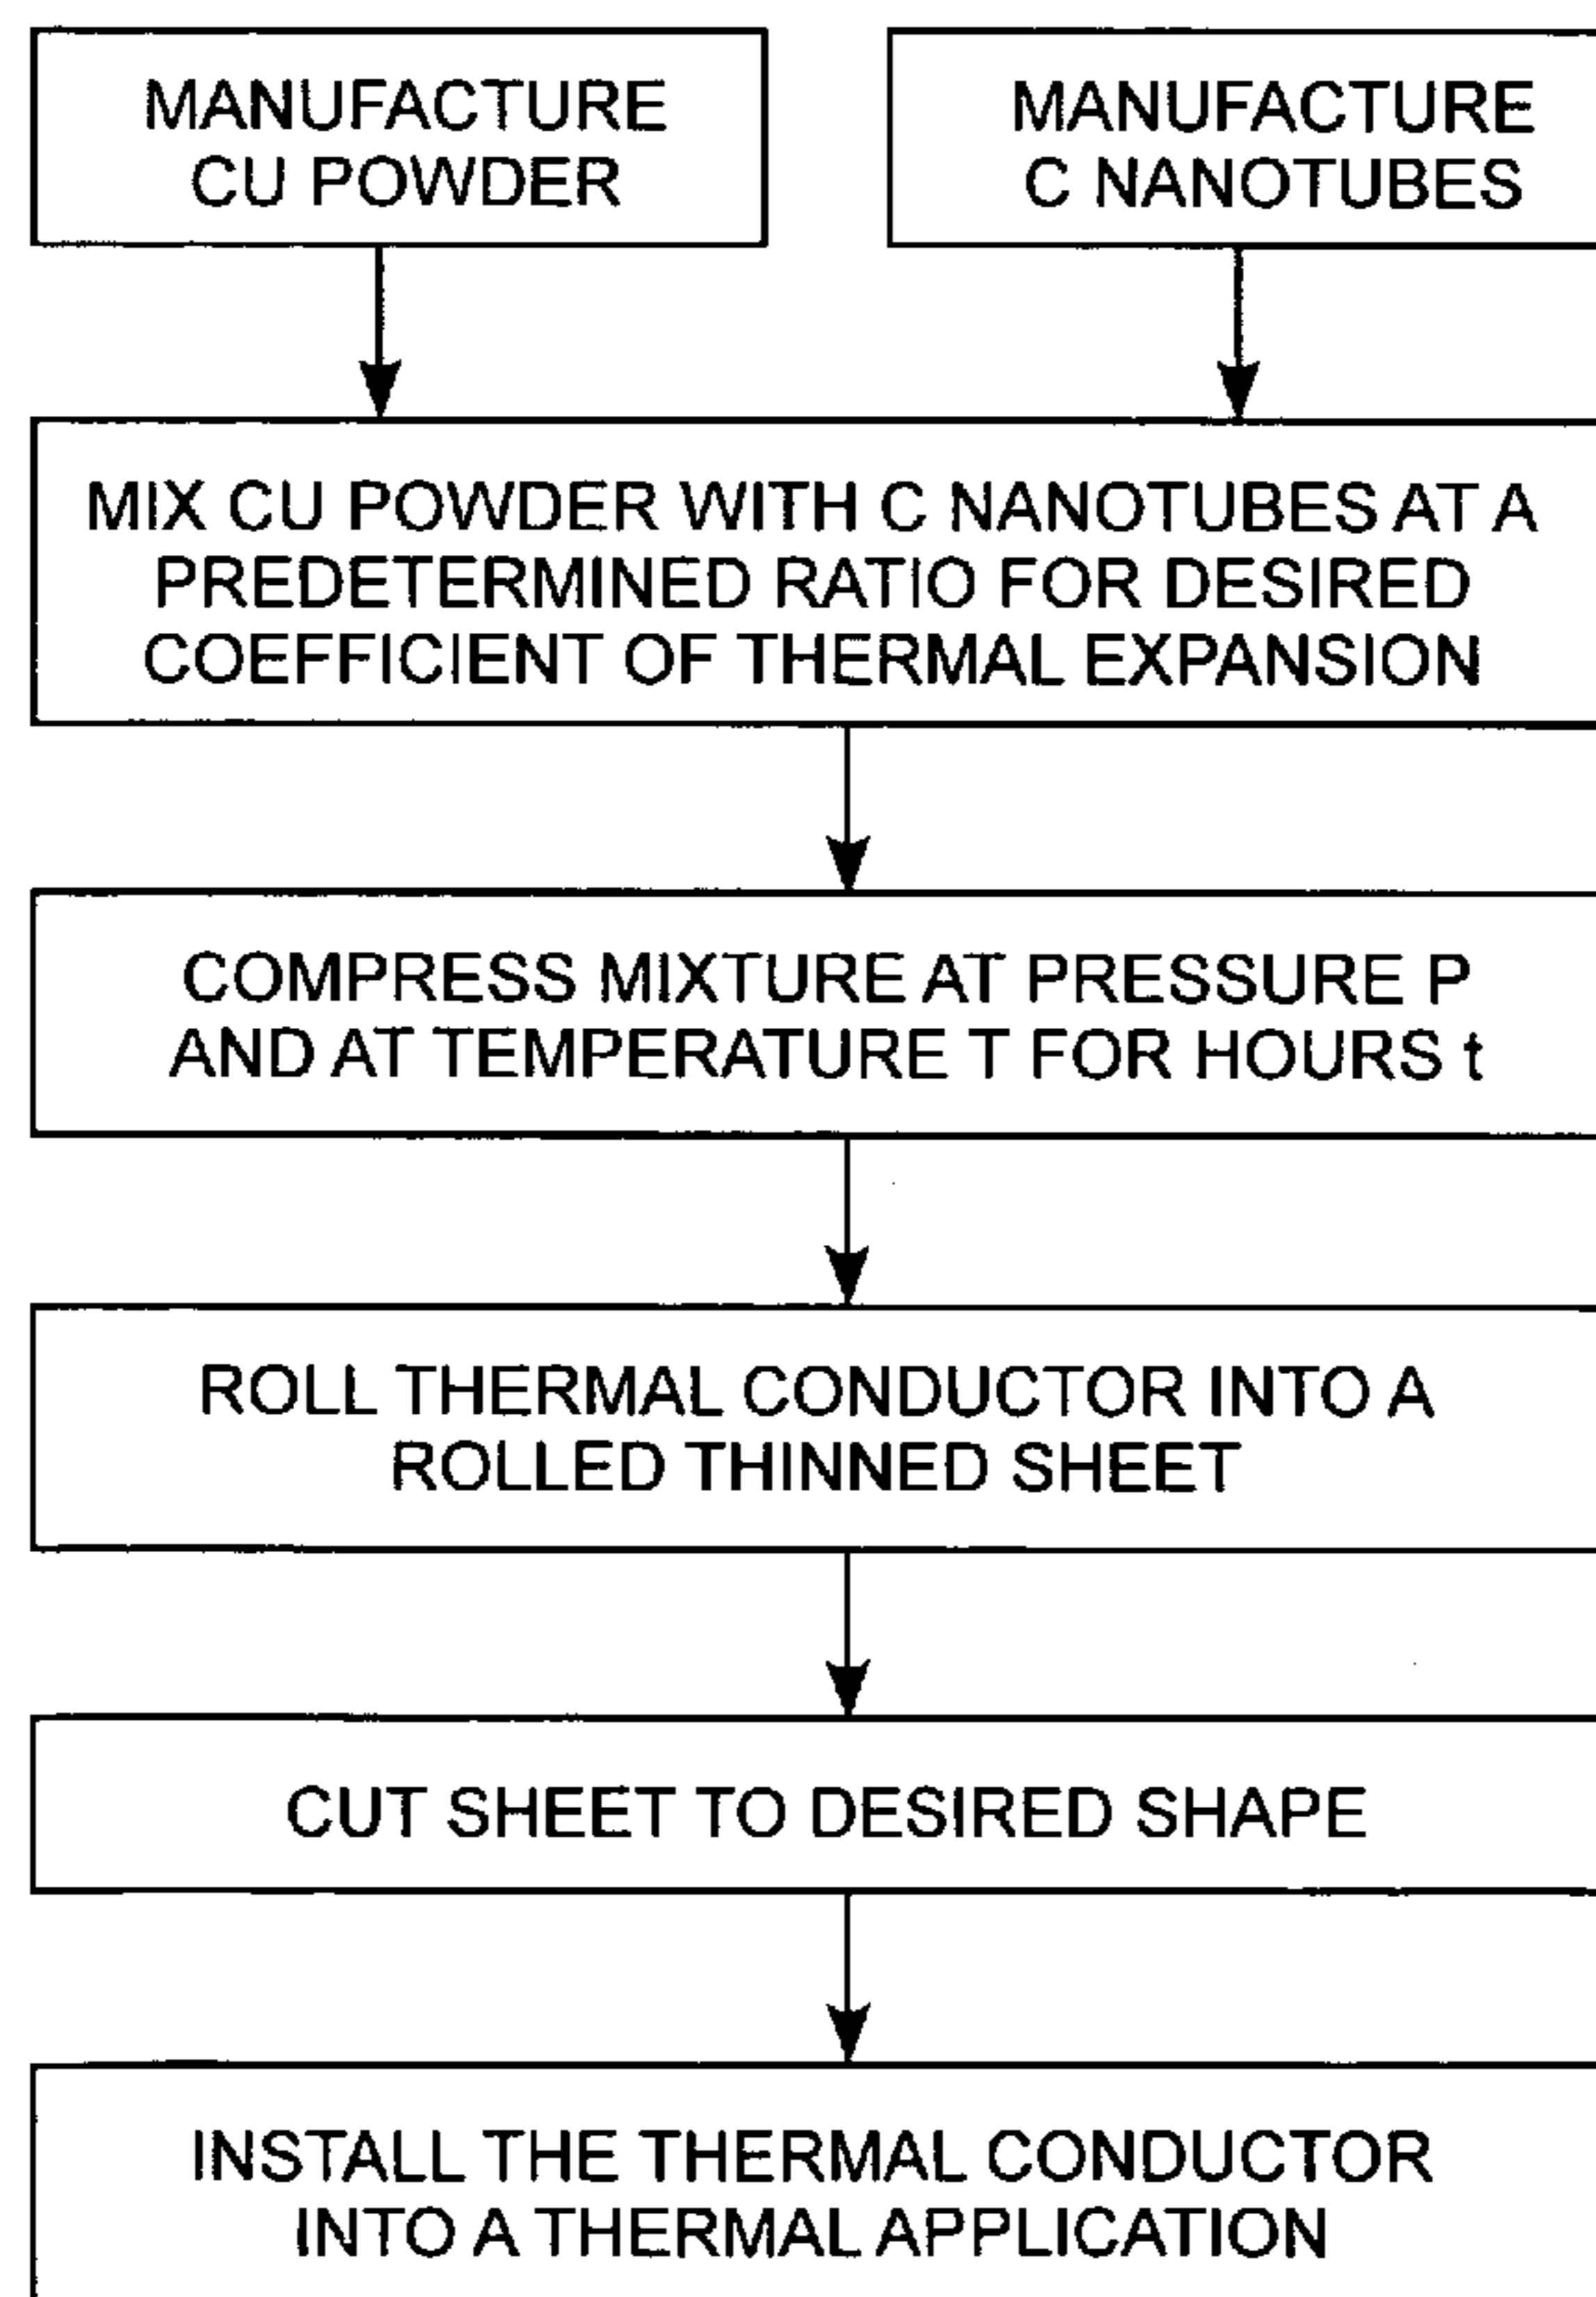 MANUFACTURE
CU POWDER
MANUFACTURE
C NANOTUBES
MIX CU POWDER WITH C NANOTUBES AT A
PREDETERMINED RATIO FOR DESIRED
COEFFICIENT OF THERMAL EXPANSION
COMPRESS MIXTURE AT PRESSURE P
AND AT TEMPERATURE T FOR HOURS t
ROLL THERMAL CONDUCTOR INTO A
ROLLED THINNED SHEET
CUT SHEET TO DESIRED SHAPE
INSTALL THE THERMAL CONDUCTOR
INTO A THERMAL APPLICATION